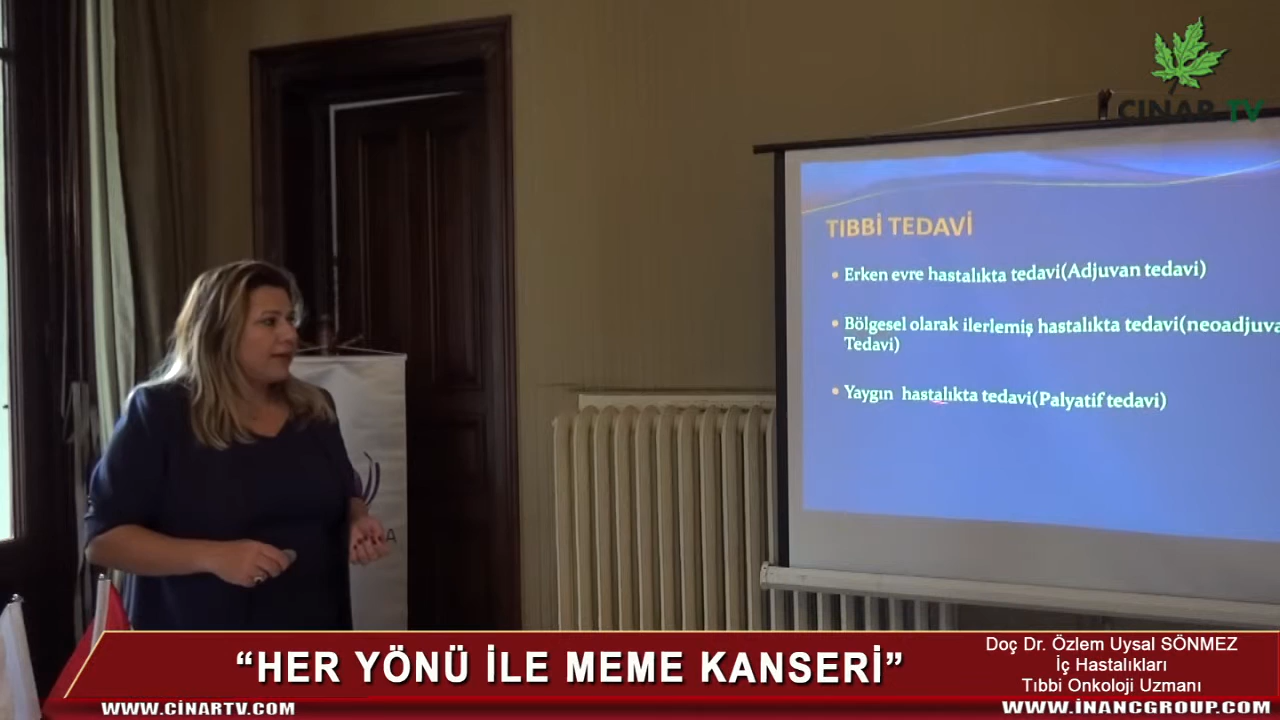 ÇINAR TV
TIBBİ TEDAVİ
• Erken evre hastalıkta tedavi(Adjuvan tedavi)
• Bölgesel olarak ilerlemiş hastalıkta tedavi(neoadjuva
Tedavi)
• Yaygın hastalıkta tedavi(Palyatif tedavi)
A
“HER YÖNÜ İLE MEME KANSERİ”
Doç Dr. Özlem Uysal SÖNMEZ
İç Hastalıkları
Tıbbi Onkoloji Uzmanı
WWW.CİNARTV.COM
WWW.İNANCGROUP.COM